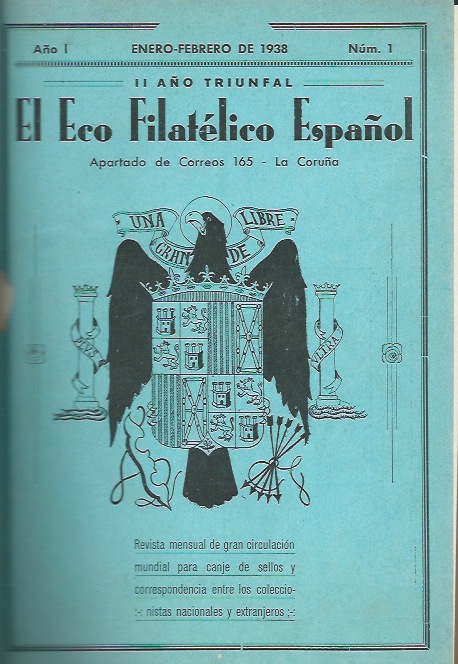 Año I ENERO-FEBRERO DE 1938 Núm. 1
II AÑO TRIUNFAL
El Eco Filatélico Español
Apartado de Correos 165 - La Coruña
UNA GRANDE LIBRE
PLUS ULTRA
Revista mensual de gran circulación
mundial para canje de sellos y
correspondencia entre los coleccio-
:-: nistas nacionales y extranjeros :-: